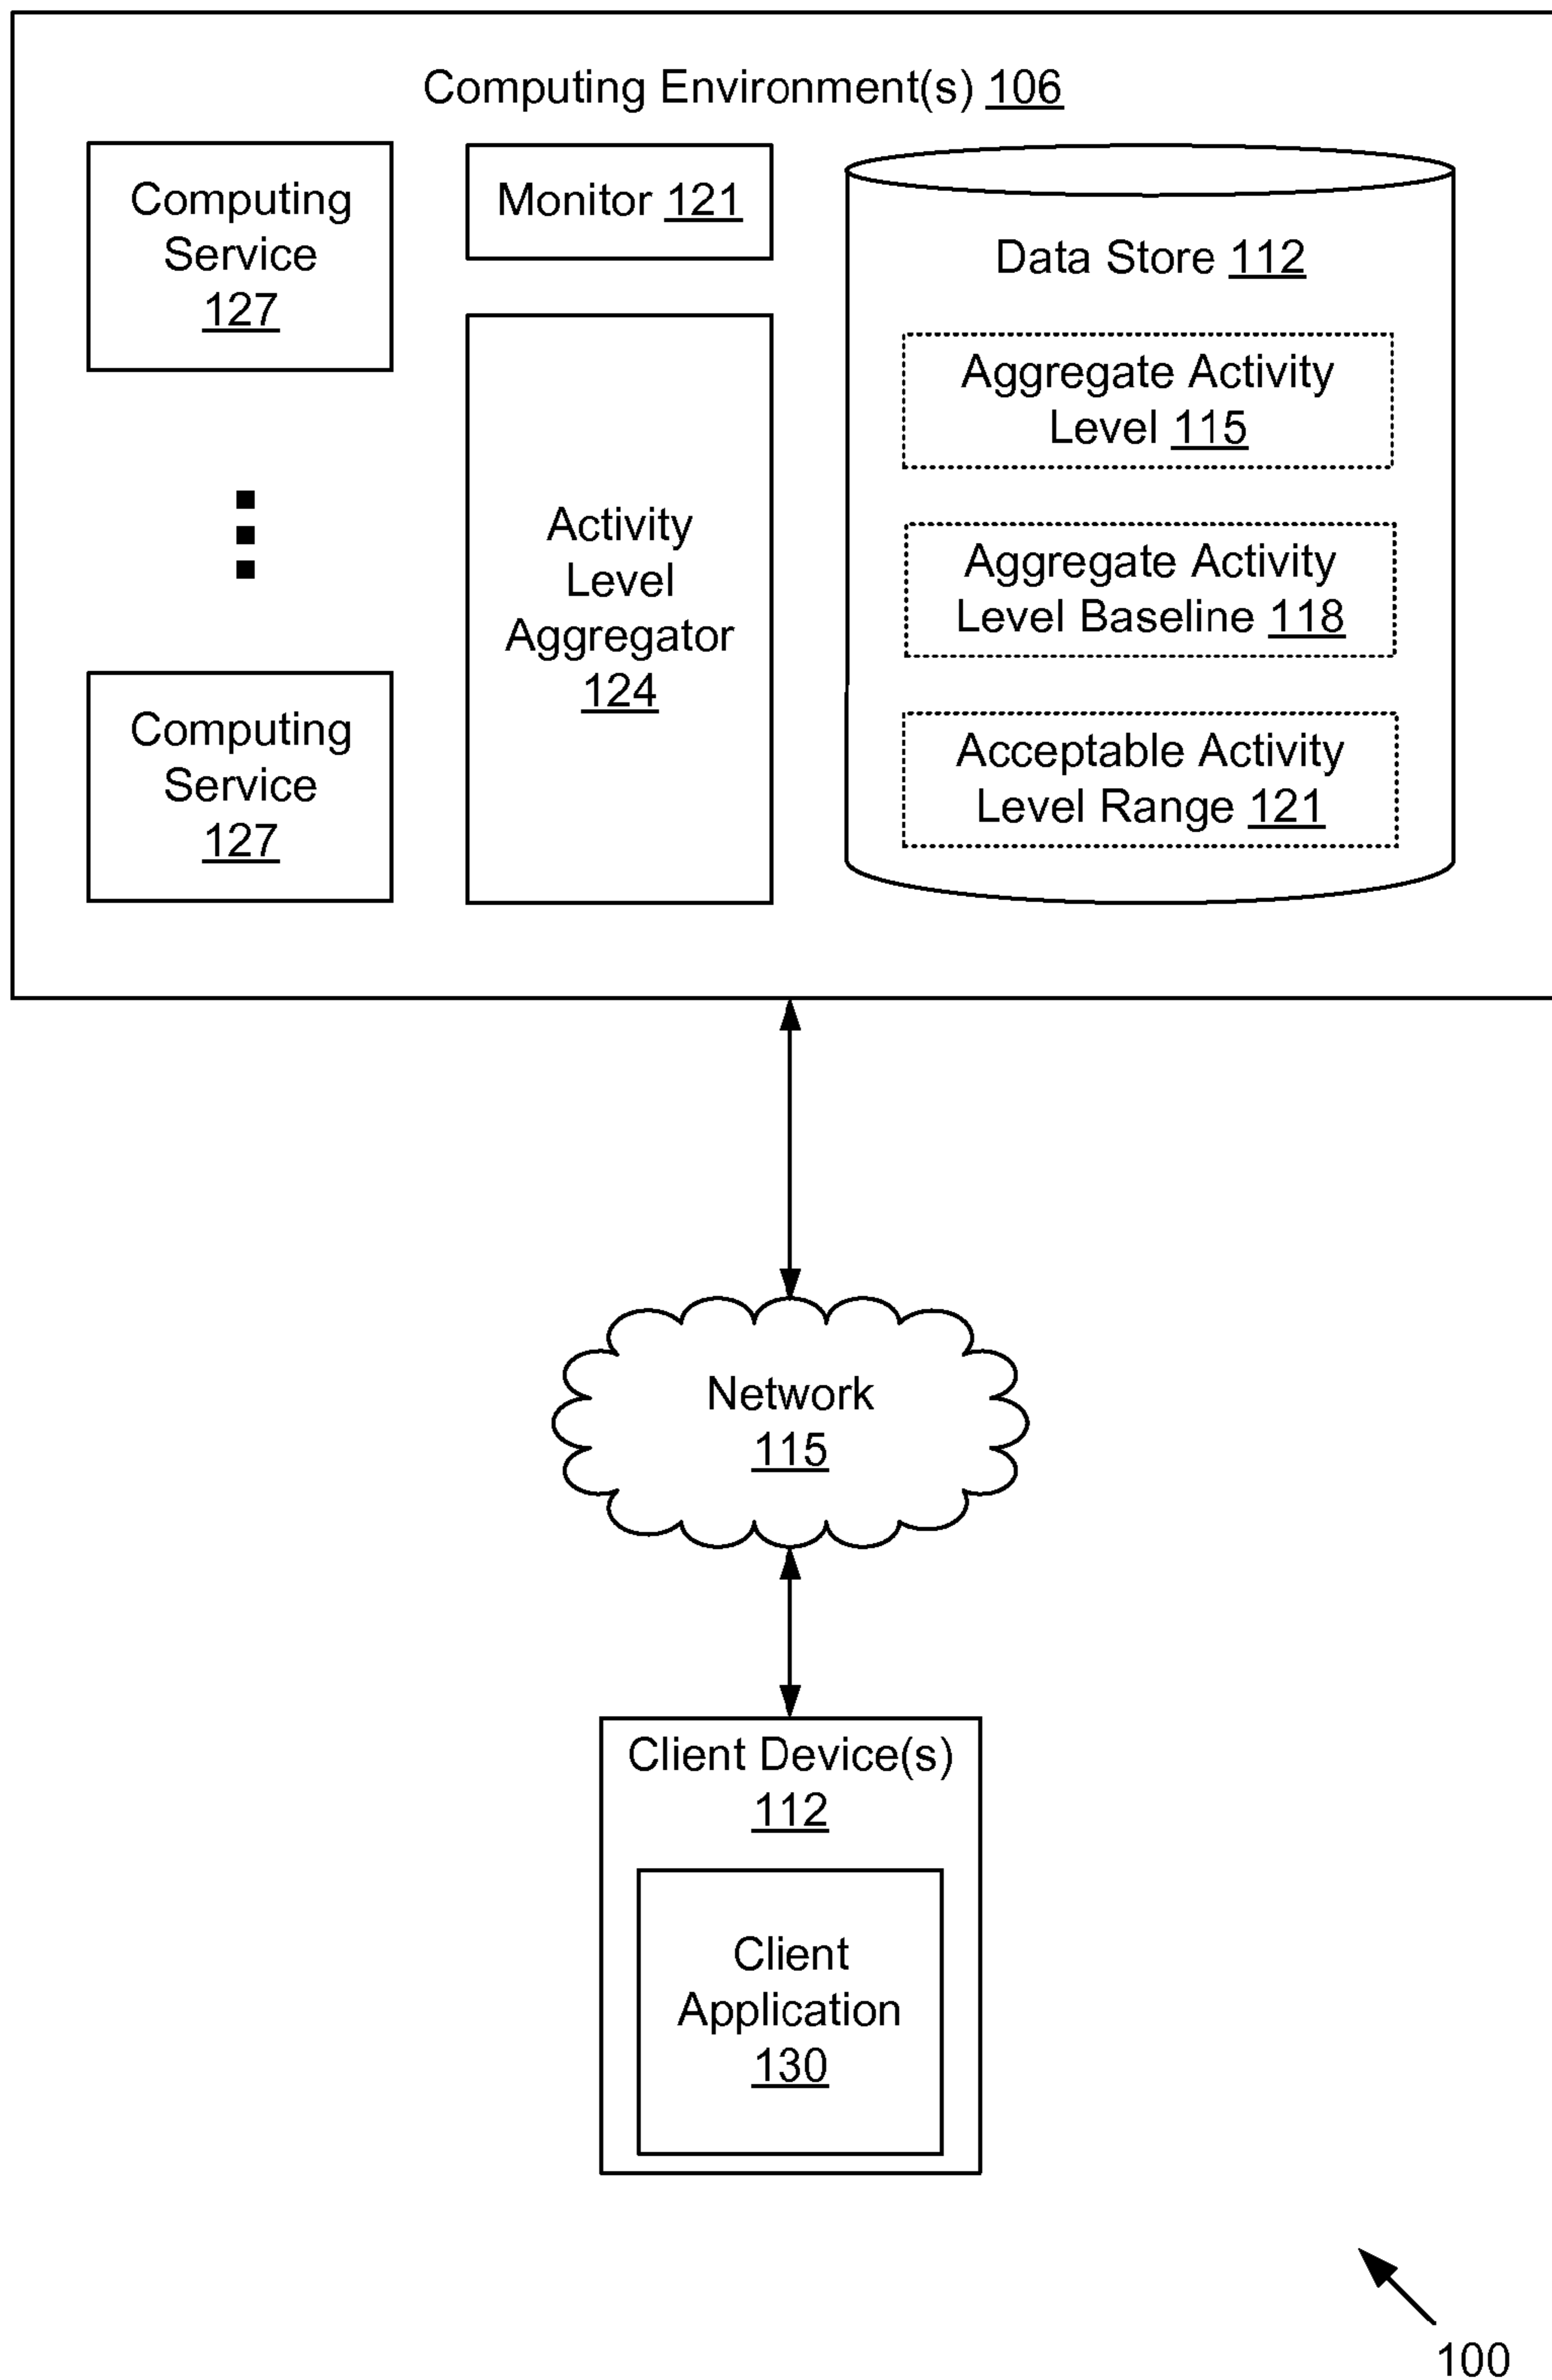 Computing Environment(s) 106
Computing
Service
127
Computing
Service
127
Monitor 121
Activity
Level
Aggregator
124
Data Store 112
Aggregate Activity
Level 115
Aggregate Activity
Level Baseline 118
Acceptable Activity
Level Range 121
Network
115
Client Device(s)
112
Client
Application
130
100